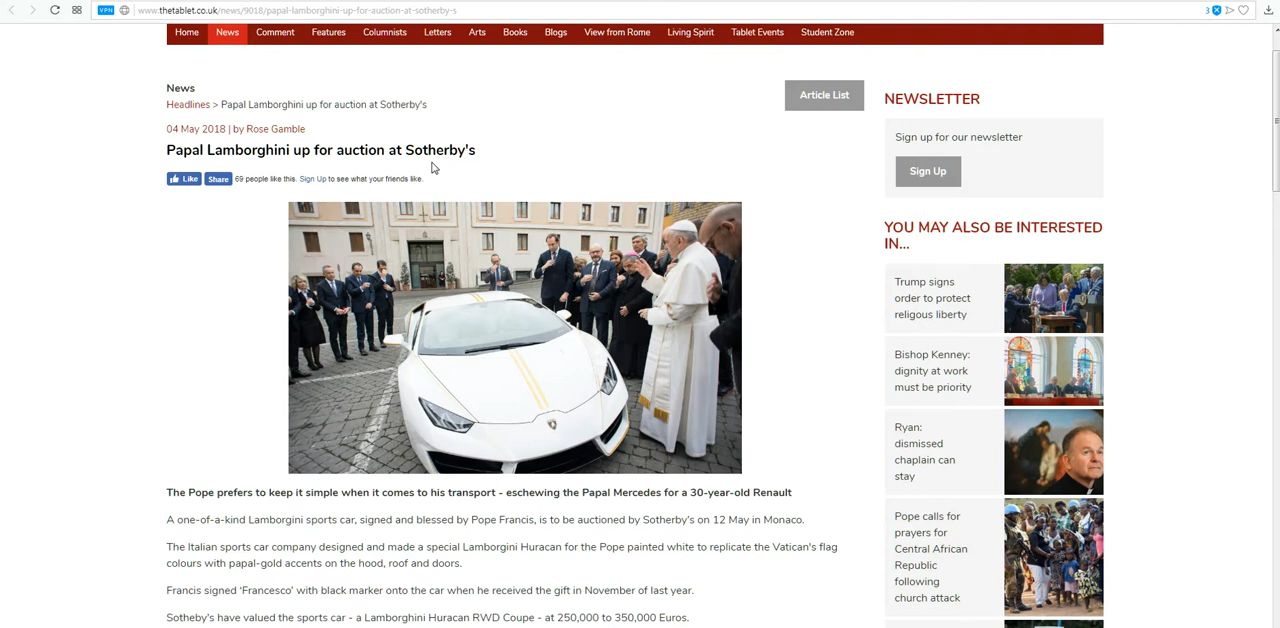 VPN www.thetablet.co.uk/news/9018/papal-lamborghini-up-for-auction-at-sotherby-s 3
Home News Comment Features Columnists Letters Arts Books Blogs View from Rome Living Spirit Tablet Events Student Zone
News
Headlines > Papal Lamborghini up for auction at Sotherby's
Article List
04 May 2018 | by Rose Gamble
Papal Lamborghini up for auction at Sotherby's
Like Share 69 people like this. Sign Up to see what your friends like.
The Pope prefers to keep it simple when it comes to his transport - eschewing the Papal Mercedes for a 30-year-old Renault
A one-of-a-kind Lamborgini sports car, signed and blessed by Pope Francis, is to be auctioned by Sotherby's on 12 May in Monaco.
The Italian sports car company designed and made a special Lamborgini Huracan for the Pope painted white to replicate the Vatican's flag
colours with papal-gold accents on the hood, roof and doors.
Francis signed ‘Francesco’ with black marker onto the car when he received the gift in November of last year.
Sotheby's have valued the sports car - a Lamborghini Huracan RWD Coupe - at 250,000 to 350,000 Euros.
NEWSLETTER
Sign up for our newsletter
Sign Up
YOU MAY ALSO BE INTERESTED
IN...
Trump signs
order to protect
religous liberty
Bishop Kenney:
dignity at work
must be priority
Ryan:
dismissed
chaplain can
stay
Pope calls for
prayers for
Central African
Republic
following
church attack